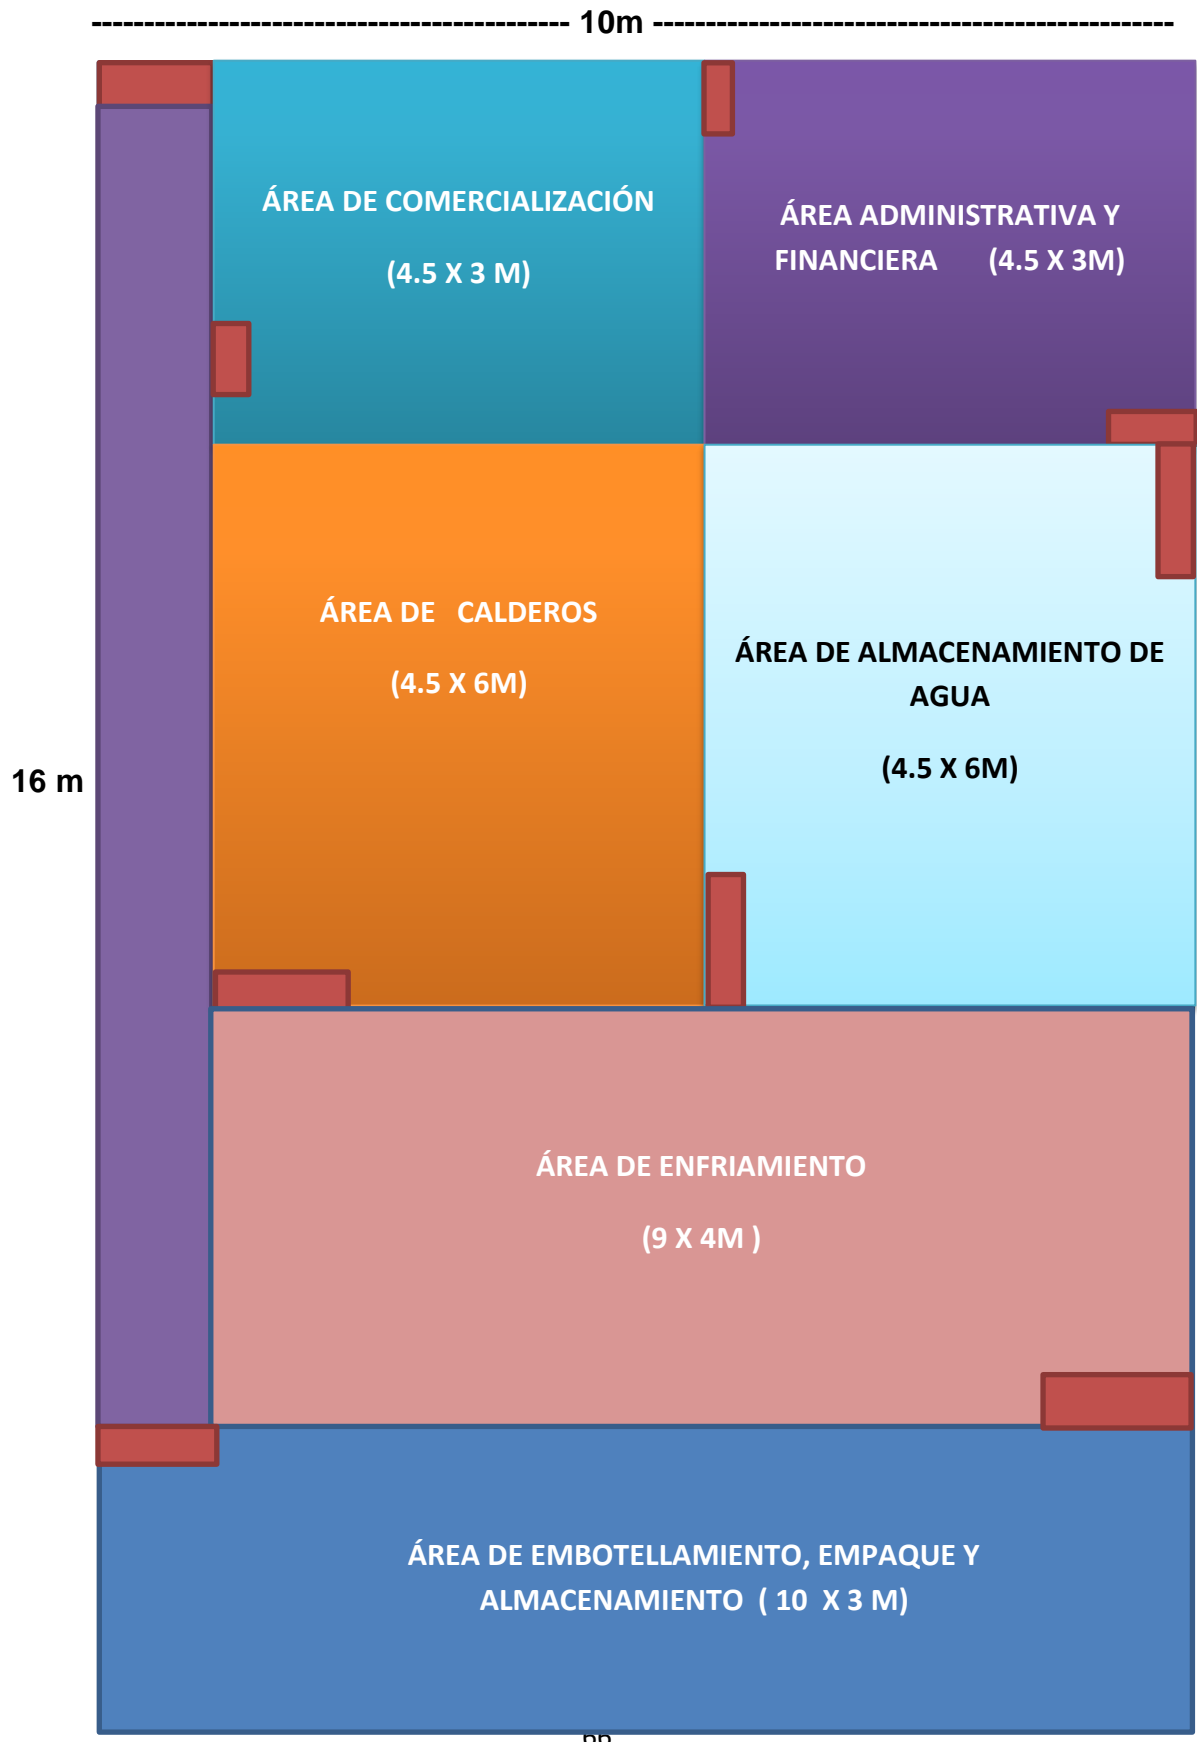 10m
ÁREA DE COMERCIALIZACIÓN
(4.5 X 3 M)
ÁREA ADMINISTRATIVA Y
FINANCIERA (4.5 X 3M)
ÁREA DE CALDEROS
(4.5 X 6M)
ÁREA DE ALMACENAMIENTO DE
AGUA
(4.5 X 6M)
16 m
ÁREA DE ENFRIAMIENTO
(9 X 4M )
ÁREA DE EMBOTELLAMIENTO, EMPAQUE Y
ALMACENAMIENTO ( 10 X 3 M)